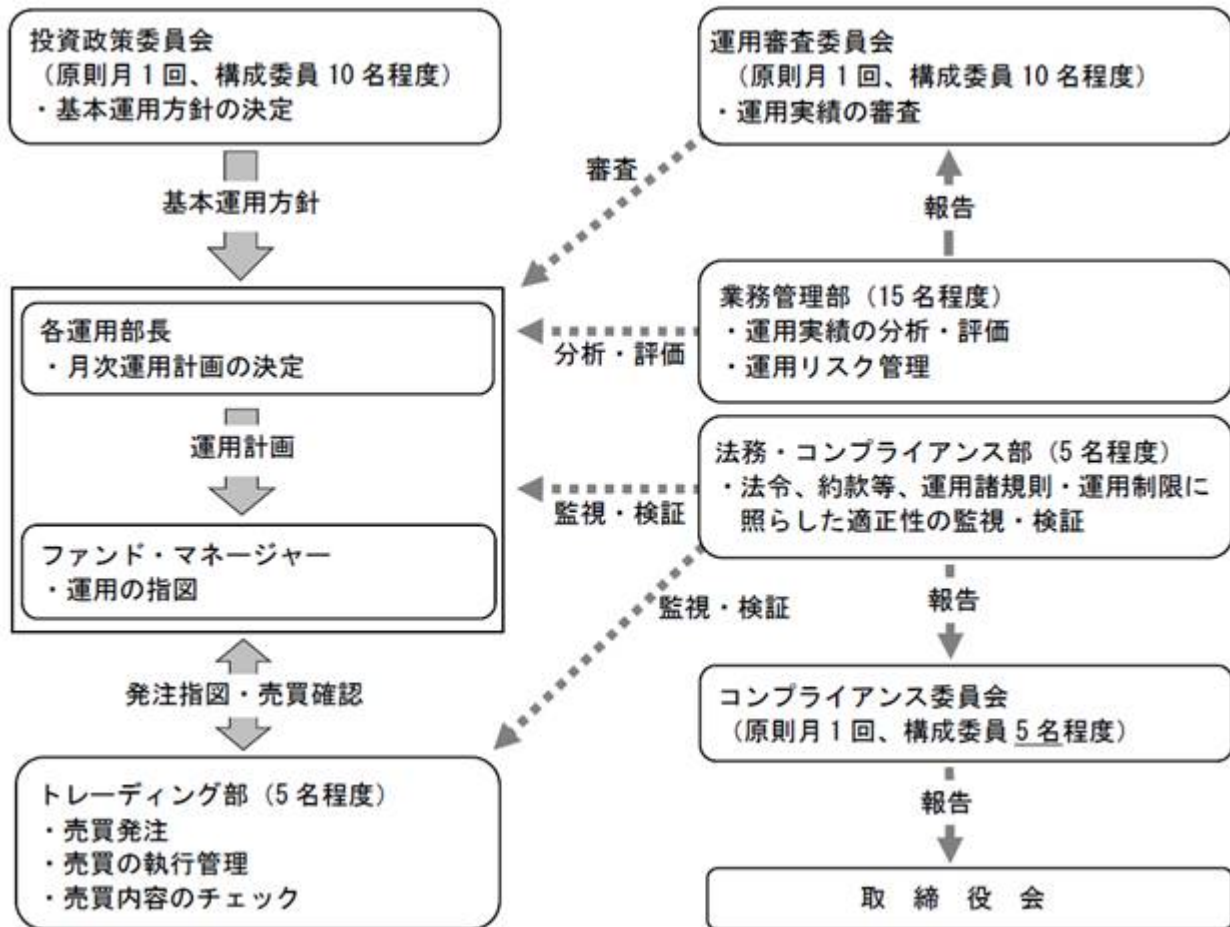 投資政策委員会
（原則月1回、構成委員10名程度）
・基本運用方針の決定
基本運用方針
各運用部長
・月次運用計画の決定
運用計画
ファンド・マネージャー
・運用の指図
発注指図・売買確認
トレーディング部（5名程度）
・売買発注
・売買の執行管理
・売買内容のチェック
運用審査委員会
（原則月1回、構成委員10名程度）
・運用実績の審査
審査
報告
業務管理部（15名程度）
・運用実績の分析・評価
・運用リスク管理
分析・評価
法務・コンプライアンス部（5名程度）
・法令、約款等、運用諸規則・運用制限に
照らした適正性の監視・検証
監視・検証
監視・検証
報告
コンプライアンス委員会
（原則月1回、構成委員5名程度）
報告
取締役会